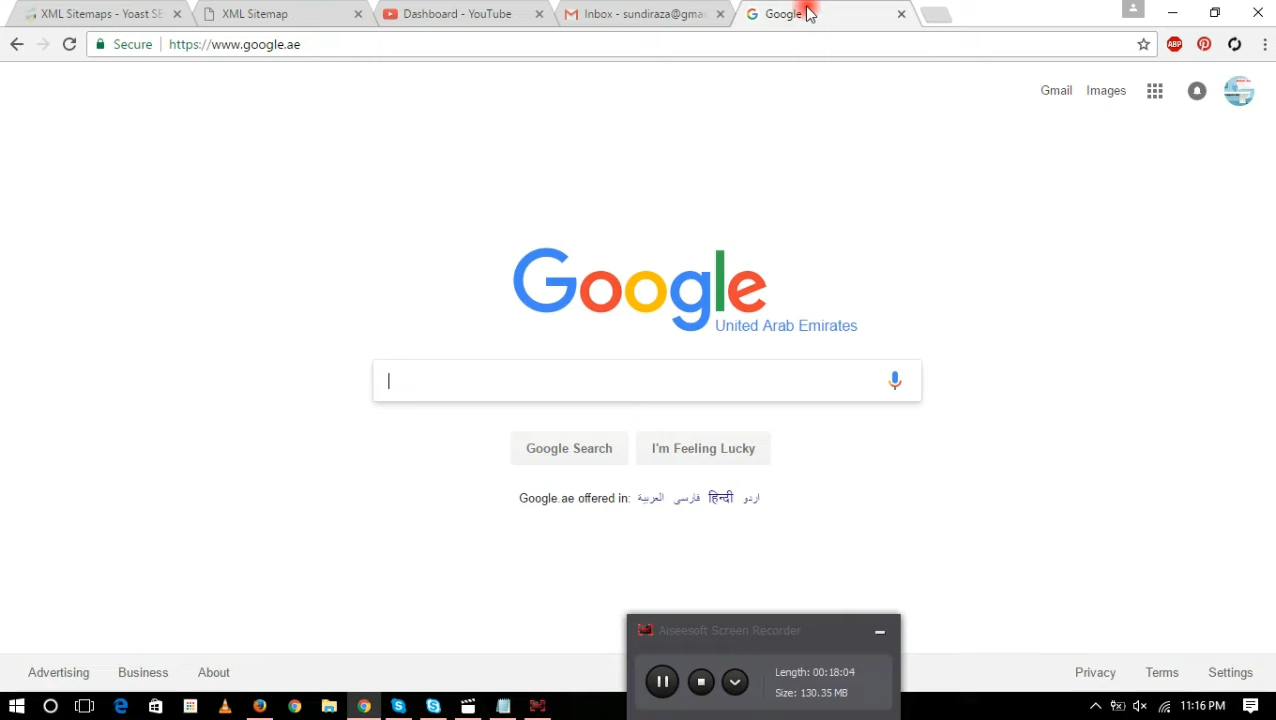 XML Sitemaps - Yoast SE
XML Sitemap
Dashboard - YouTube
Inbox - sundiraza@gma
Google
Secure
https://www.google.ae
ABP
Gmail
Images
Google
United Arab Emirates
Google Search
I'm Feeling Lucky
Google.ae offered in: العربية فارسی हिन्दी اردو
Aiseesoft Screen Recorder
Length: 00:18:04
Size: 130.35 MB
Advertising
Business
About
Privacy
Terms
Settings
11:16 PM